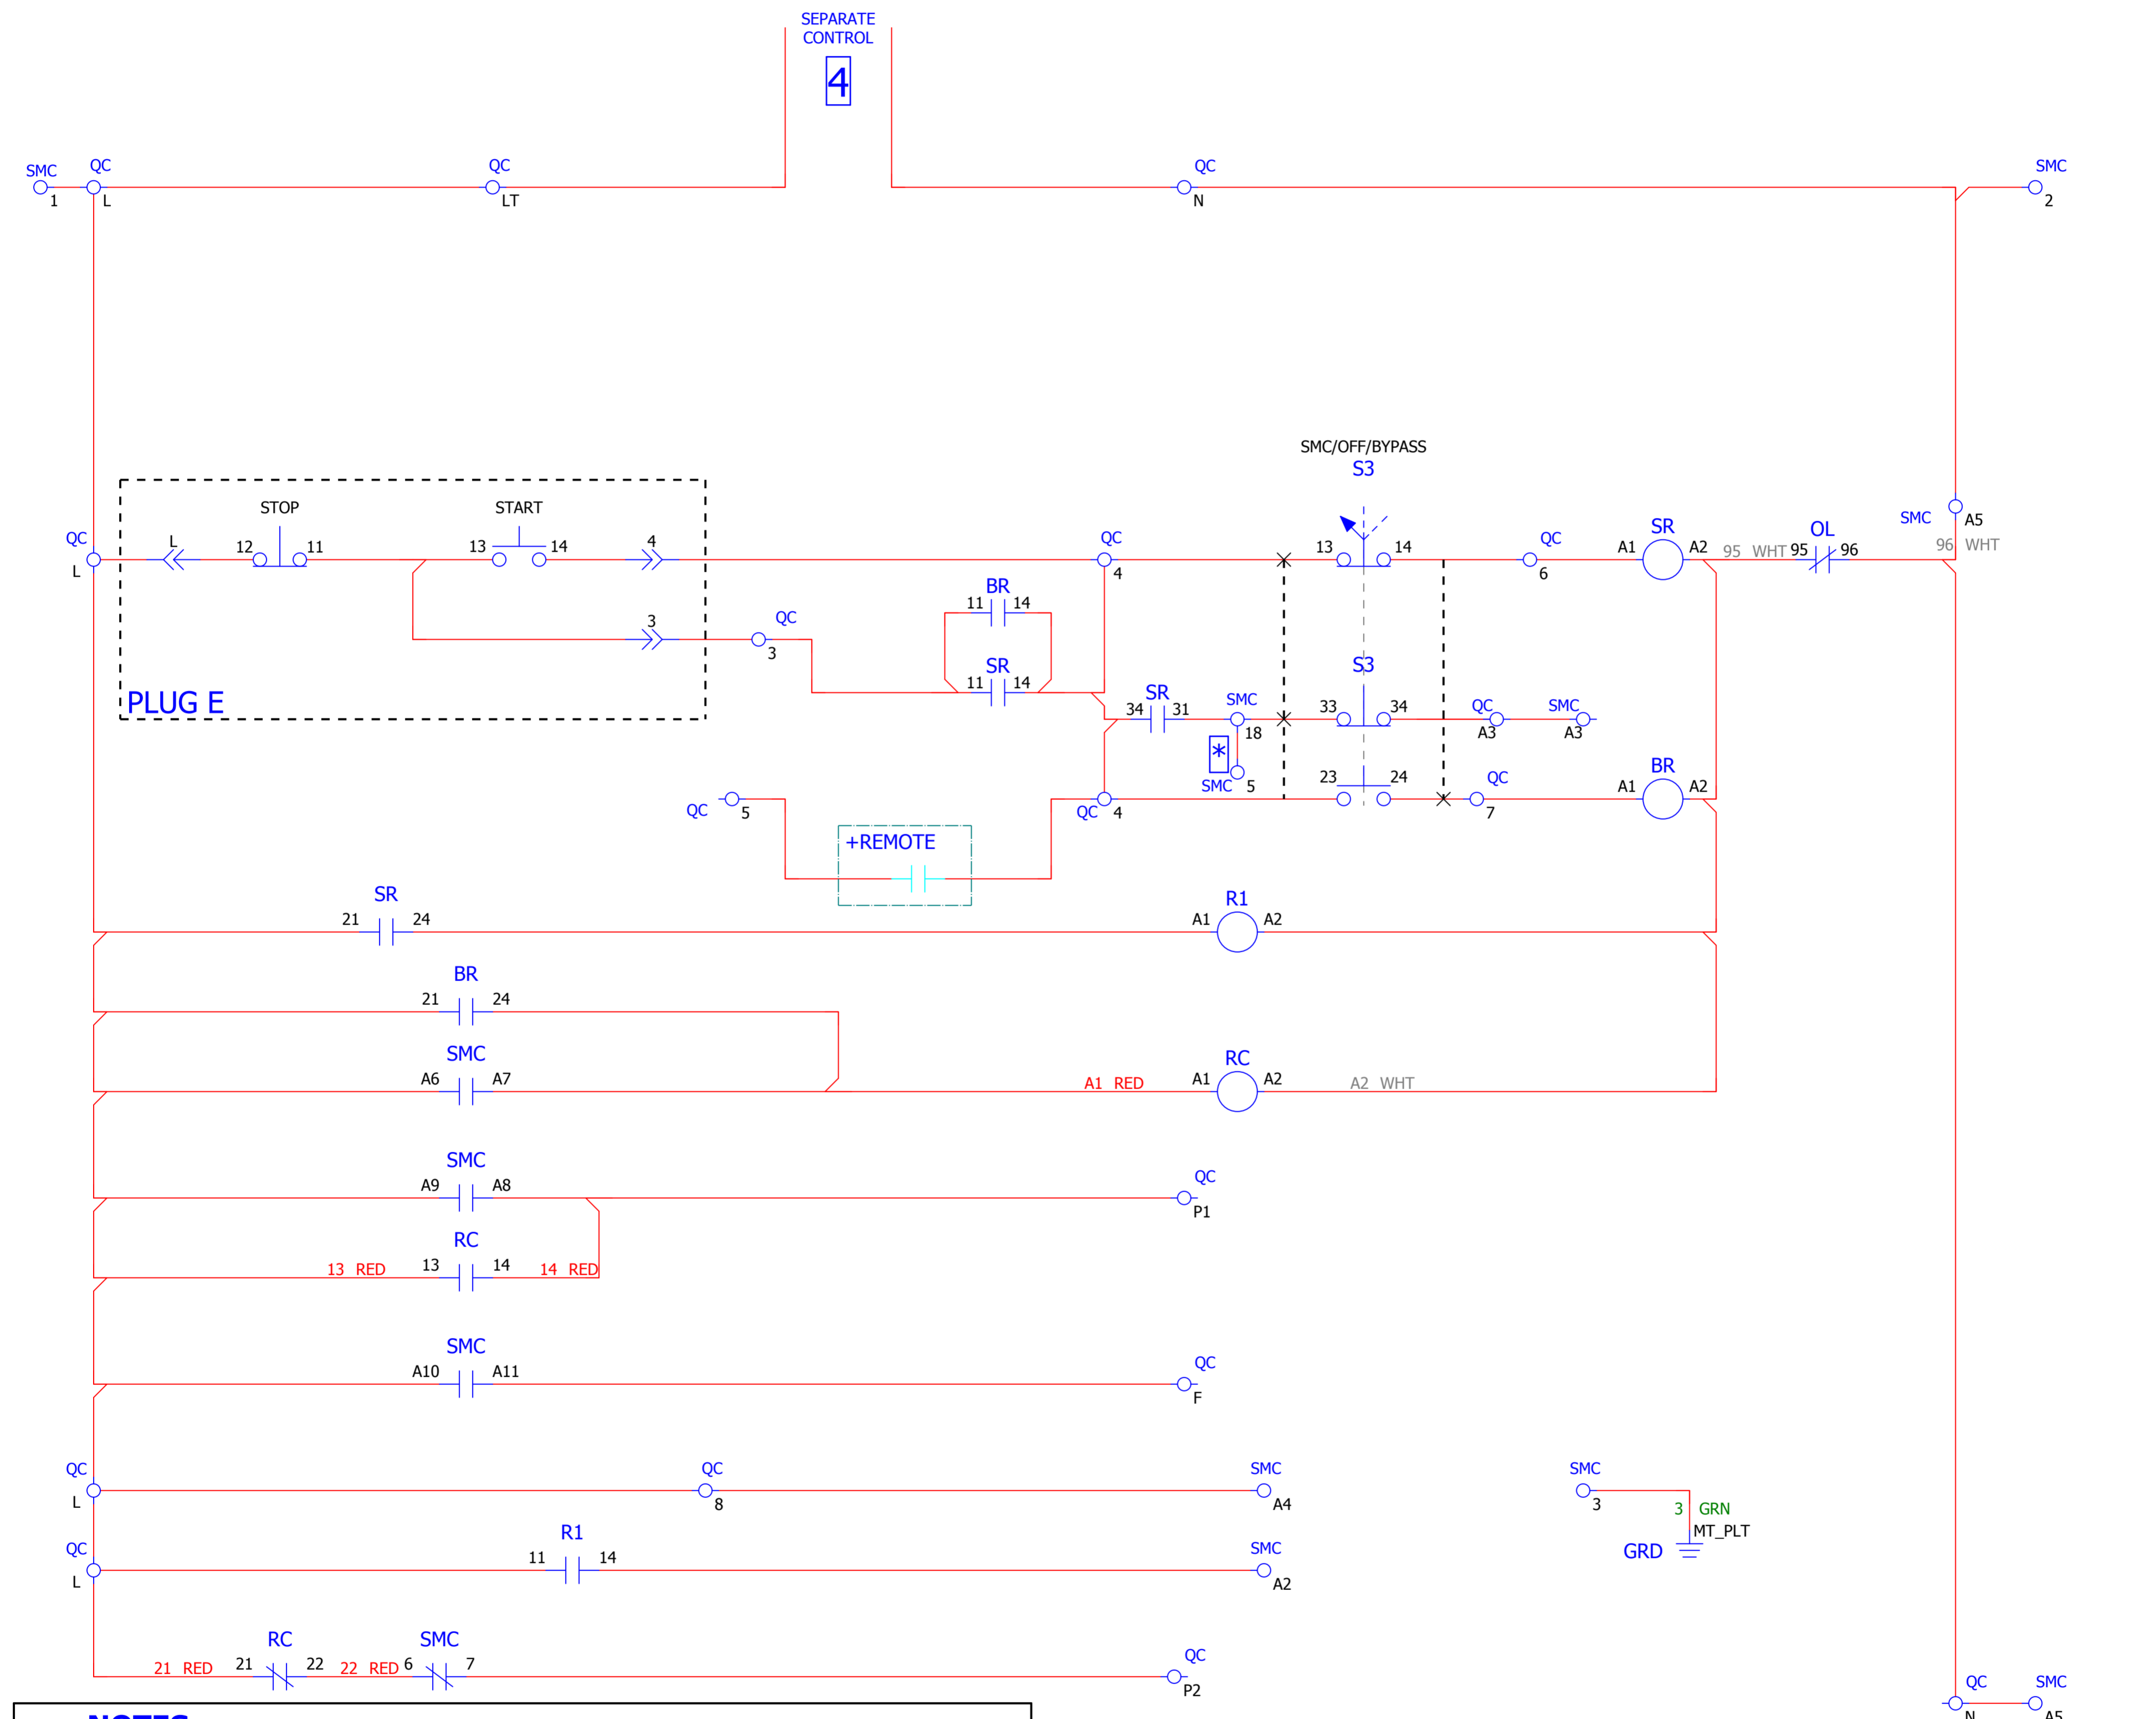 SEPARATE
CONTROL
4
SMC
1
QC
L
QC
LT
QC
N
SMC
2
SMC/OFF/BYPASS
S3
STOP
START
QC
L
L
12
11
13
14
4
QC
4
13
14
QC
6
A1
SR
A2
95 WHT
95
OL
96
96 WHT
SMC
A5
BR
11
14
3
QC
3
SR
11
14
PLUG E
SR
34
31
SMC
18
*
SMC
5
S3
33
34
QC
A3
SMC
A3
QC
5
QC
4
23
24
QC
7
A1
BR
A2
+REMOTE
SR
21
24
R1
A1
A2
BR
21
24
SMC
A6
A7
A1 RED
RC
A1
A2
A2 WHT
SMC
A9
A8
QC
P1
RC
13 RED
13
14
14 RED
SMC
A10
A11
QC
F
QC
L
QC
8
SMC
A4
SMC
3
3 GRN
MT_PLT
GRD
QC
L
R1
11
14
SMC
A2
RC
21 RED
21
22
22 RED
SMC
6
7
QC
P2
QC
N
SMC
A5
NOTES